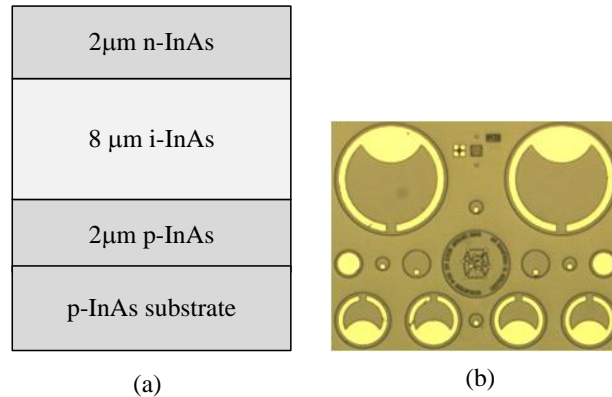 2μm n-InAs
8 μm i-InAs
2μm p-InAs
p-InAs substrate
(a)
(b)